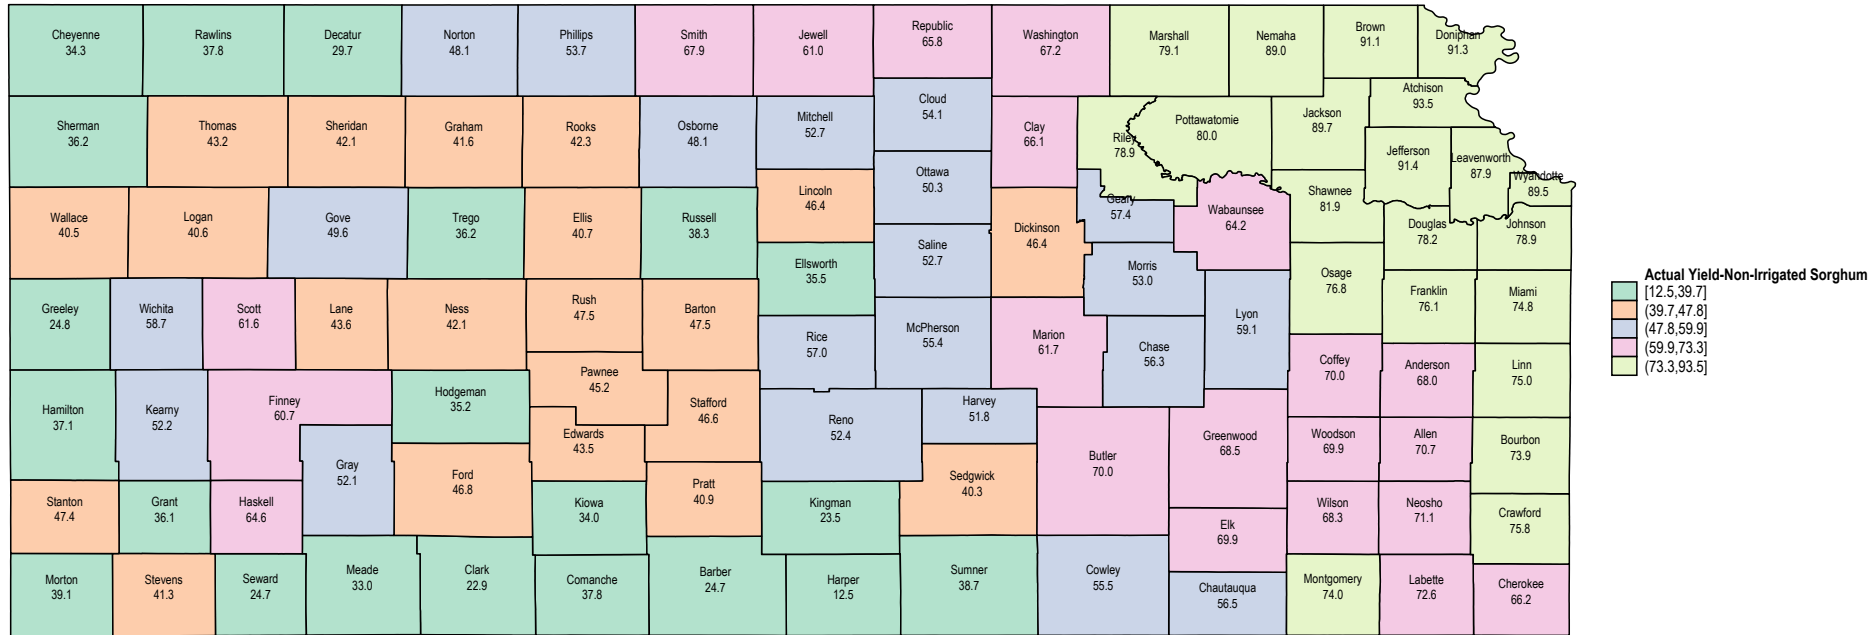 Cheyenne
34.3
Rawlins
37.8
Decatur
29.7
Norton
48.1
Phillips
53.7
Smith
67.9
Jewell
61.0
Republic
65.8
Washington
67.2
Marshall
79.1
Nemaha
89.0
Brown
91.1
Doniphan
91.3
Sherman
36.2
Thomas
43.2
Sheridan
42.1
Graham
41.6
Rooks
42.3
Osborne
48.1
Mitchell
52.7
Cloud
54.1
Clay
66.1
Riley
78.9
Pottawatomie
80.0
Jackson
89.7
Atchison
93.5
Jefferson
91.4
Leavenworth
87.9
Wyandotte
89.5
Wallace
40.5
Logan
40.6
Gove
49.6
Trego
36.2
Ellis
40.7
Russell
38.3
Lincoln
46.4
Ottawa
50.3
Dickinson
46.4
Geary
57.4
Wabaunsee
64.2
Shawnee
81.9
Douglas
78.2
Johnson
78.9
Ellsworth
35.5
Saline
52.7
Morris
53.0
Osage
76.8
Franklin
76.1
Miami
74.8
Greeley
24.8
Wichita
58.7
Scott
61.6
Lane
43.6
Ness
42.1
Rush
47.5
Barton
47.5
Rice
57.0
McPherson
55.4
Marion
61.7
Chase
56.3
Lyon
59.1
Coffey
70.0
Anderson
68.0
Linn
75.0
Hamilton
37.1
Kearny
52.2
Finney
60.7
Hodgeman
35.2
Pawnee
45.2
Stafford
46.6
Reno
52.4
Harvey
51.8
Gray
52.1
Ford
46.8
Edwards
43.5
Pratt
40.9
Sedgwick
40.3
Butler
70.0
Greenwood
68.5
Woodson
69.9
Allen
70.7
Bourbon
73.9
Stanton
47.4
Grant
36.1
Haskell
64.6
Kiowa
34.0
Kingman
23.5
Elk
69.9
Wilson
68.3
Neosho
71.1
Crawford
75.8
Morton
39.1
Stevens
41.3
Seward
24.7
Meade
33.0
Clark
22.9
Comanche
37.8
Barber
24.7
Harper
12.5
Sumner
38.7
Cowley
55.5
Chautauqua
56.5
Montgomery
74.0
Labette
72.6
Cherokee
66.2
Actual Yield-Non-Irrigated Sorghum
[12.5,39.7]
(39.7,47.8]
(47.8,59.9]
(59.9,73.3]
(73.3,93.5]